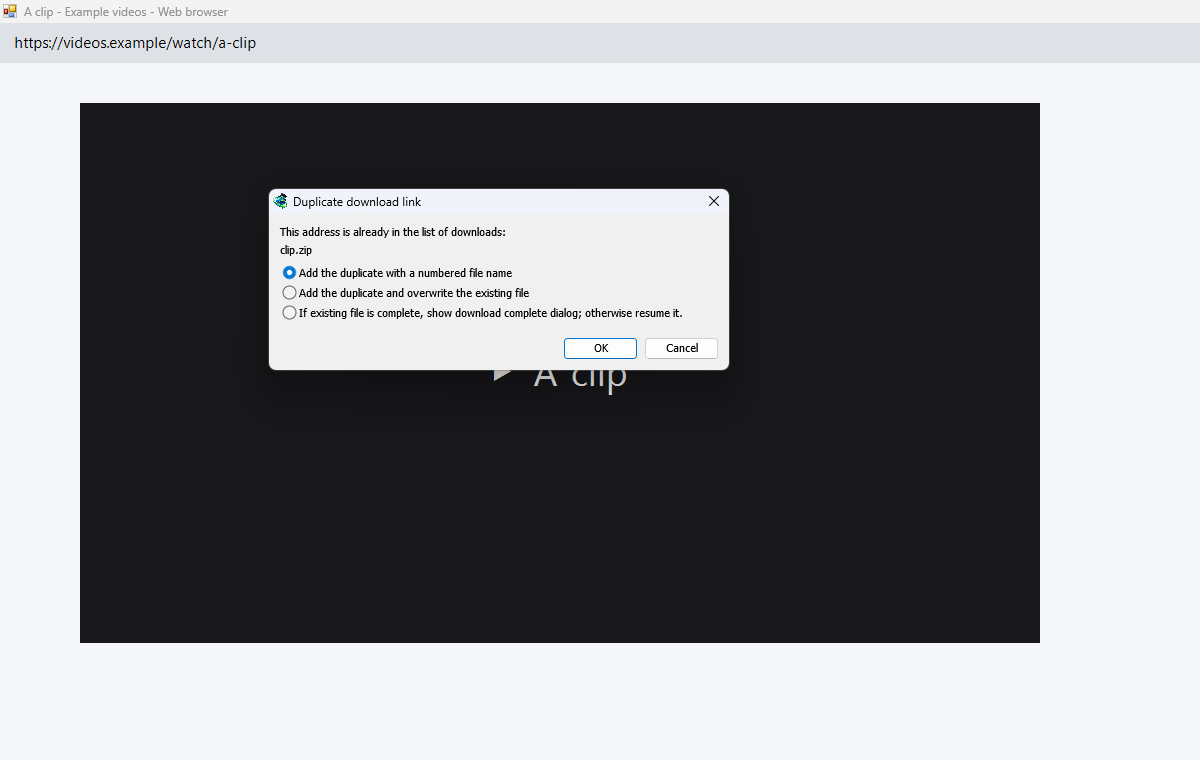 A clip - Example videos - Web browser
https://videos.example/watch/a-clip
Duplicate download link
This address is already in the list of downloads:
clip.zip
Add the duplicate with a numbered file name
Add the duplicate and overwrite the existing file
If existing file is complete, show download complete dialog; otherwise resume it.
OK Cancel
A clip